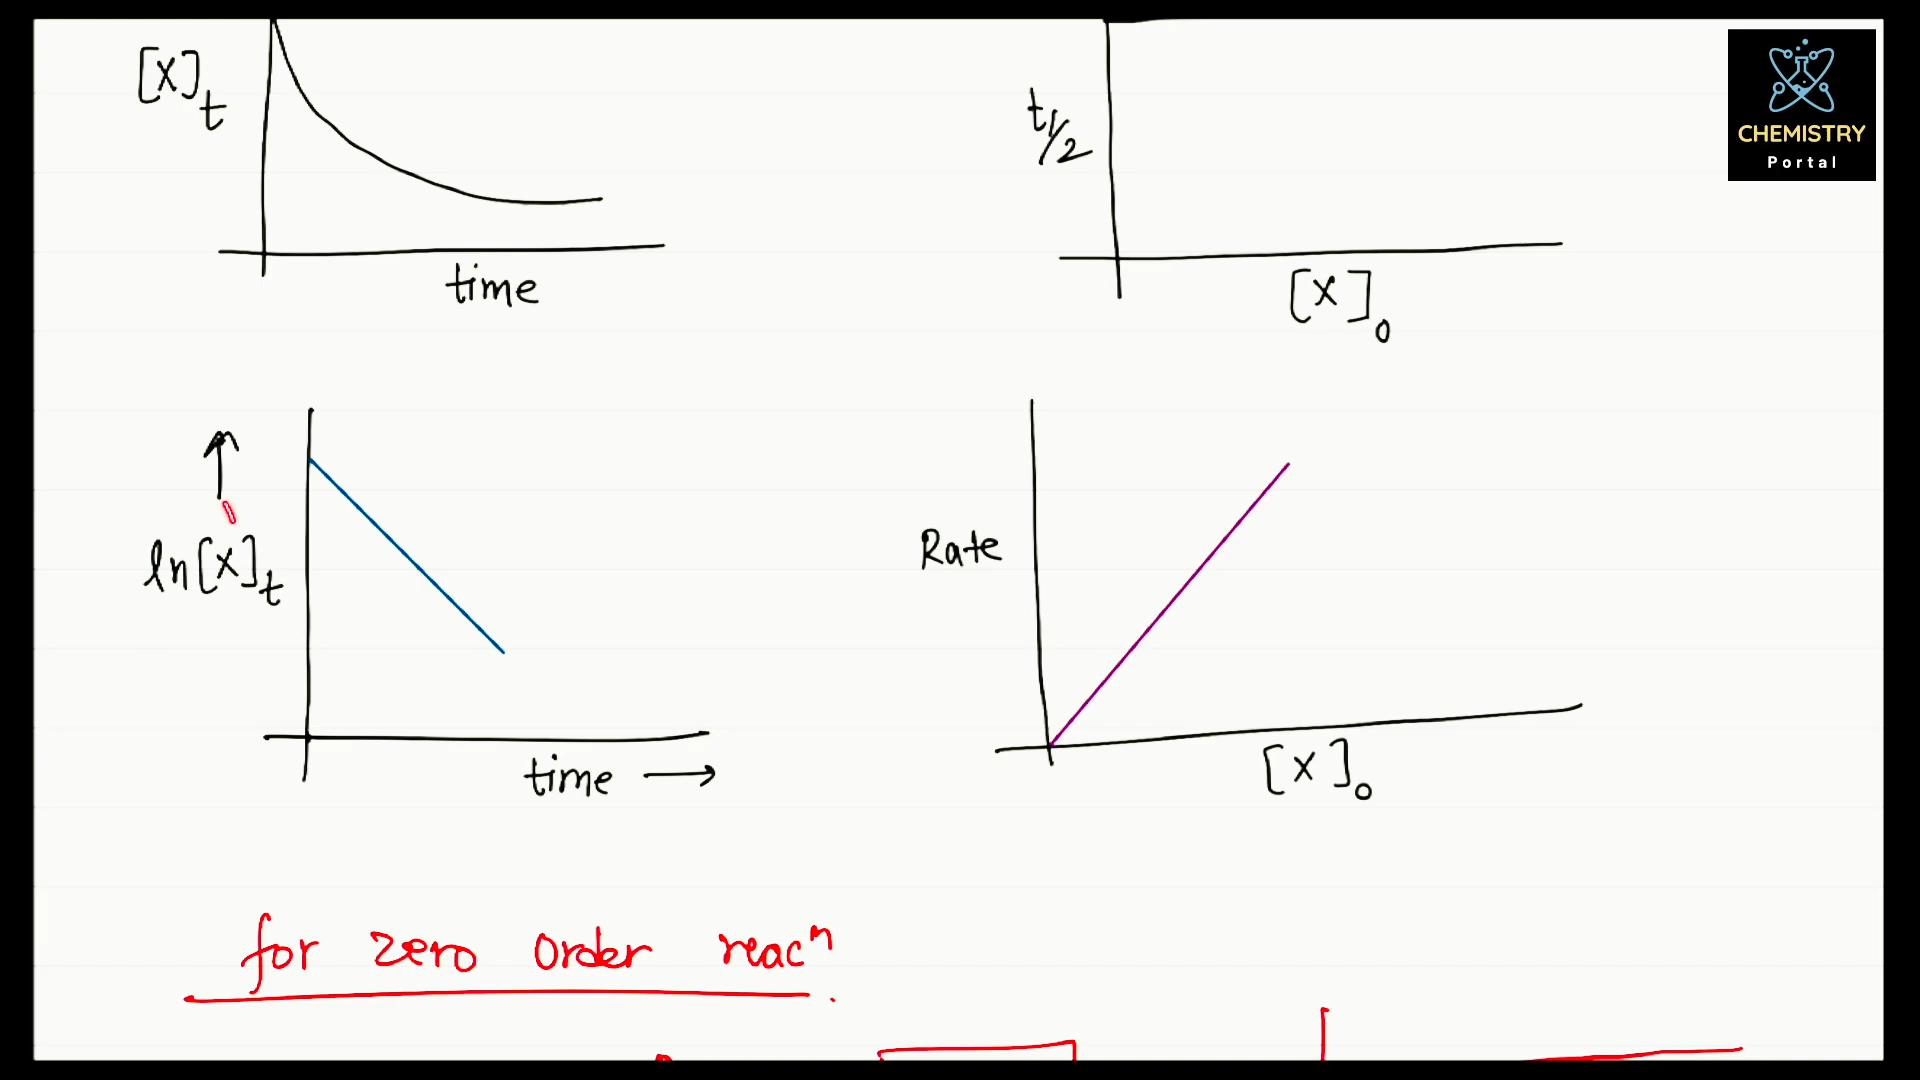 [X]t
time
t1/2
[X]0
CHEMISTRY
Portal
ln[X]t
time
Rate
[X]0
for zero order reacn